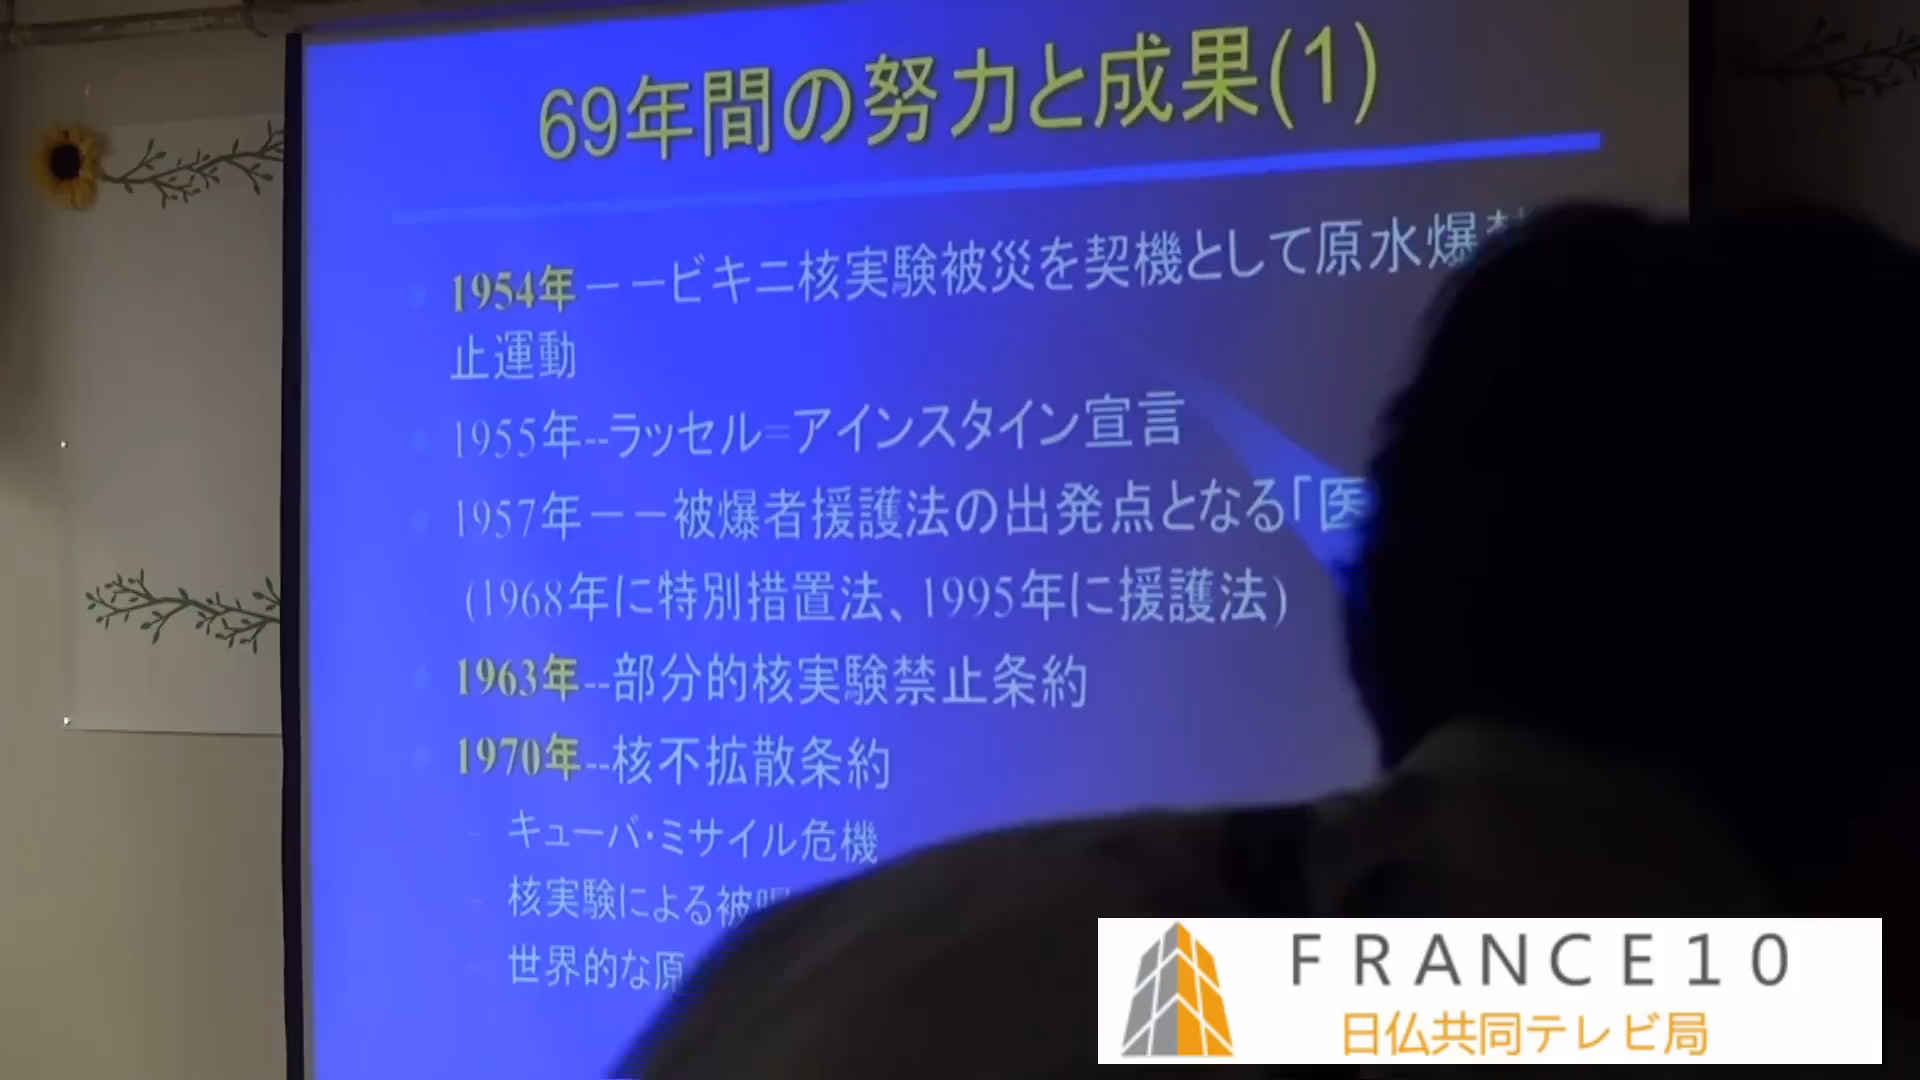 69年間の努力と成果(1)
1954年－－ビキニ核実験被災を契機として原水爆
止運動
1955年--ラッセル=アインスタイン宣言
1957年－－被爆者援護法の出発点となる「医
(1968年に特別措置法、1995年に援護法)
1963年--部分的核実験禁止条約
1970年--核不拡散条約
- キューバ・ミサイル危機
- 核実験による被
- 世界的な原
FRANCE10
日仏共同テレビ局